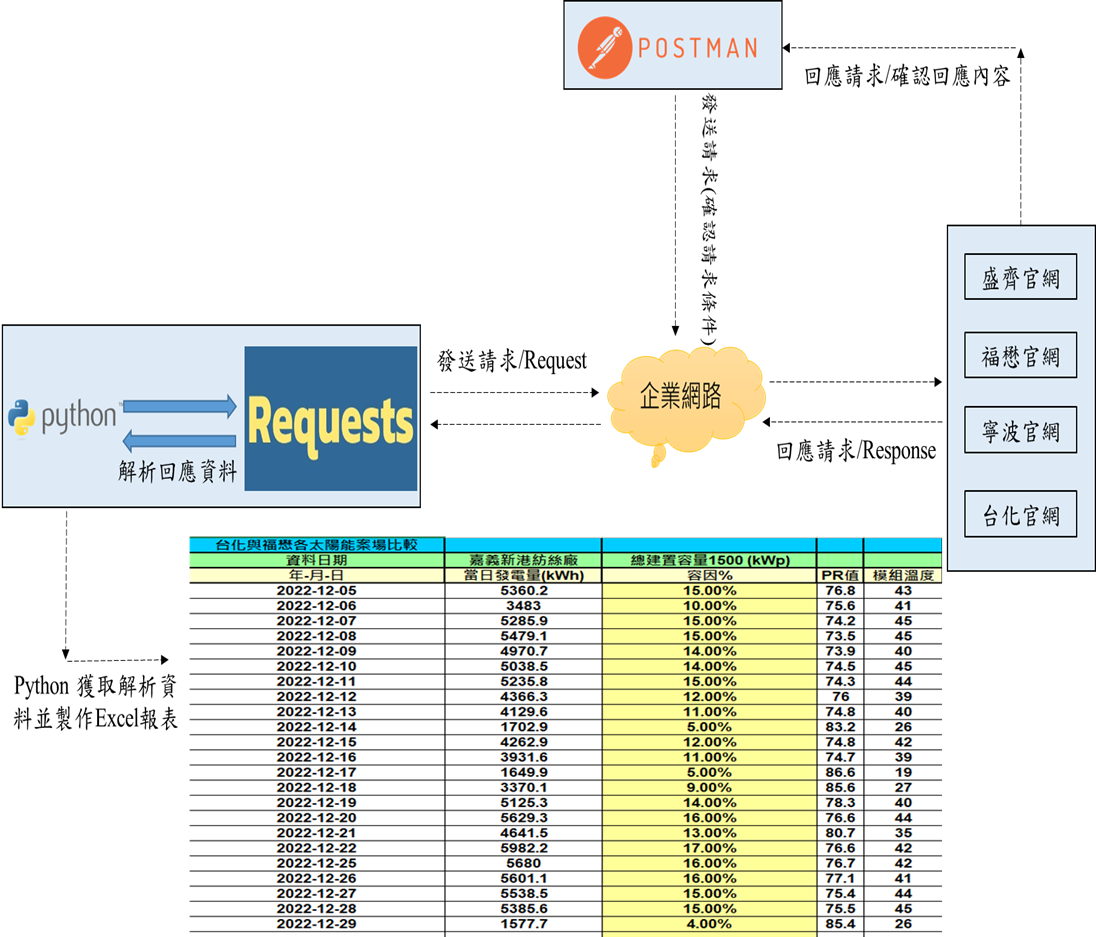 POSTMAN
回應請求/確認回應內容
發送請求(確認請求條件)
盛齊官網
福懋官網
寧波官網
台化官網
python™
Requests
解析回應資料
發送請求/Request
企業網路
回應請求/Response
Python 獲取解析資
料並製作Excel報表
台化與福懋各太陽能案場比較
資料日期 嘉義新港紡絲廠 總建置容量1500 (kWp)
年-月-日 當日發電量(kWh) 容因% PR值 模組溫度
2022-12-05 5360.2 15.00% 76.8 43
2022-12-06 3483 10.00% 75.6 41
2022-12-07 5285.9 15.00% 74.2 45
2022-12-08 5479.1 15.00% 73.5 45
2022-12-09 4970.7 14.00% 73.9 40
2022-12-10 5038.5 14.00% 74.5 45
2022-12-11 5235.8 15.00% 74.3 44
2022-12-12 4366.3 12.00% 76 39
2022-12-13 4129.6 11.00% 74.8 40
2022-12-14 1702.9 5.00% 83.2 26
2022-12-15 4262.9 12.00% 74.8 42
2022-12-16 3931.6 11.00% 74.7 39
2022-12-17 1649.9 5.00% 86.6 19
2022-12-18 3370.1 9.00% 85.6 27
2022-12-19 5125.3 14.00% 78.3 40
2022-12-20 5629.3 16.00% 76.6 44
2022-12-21 4641.5 13.00% 80.7 35
2022-12-22 5982.2 17.00% 76.6 42
2022-12-25 5680 16.00% 76.7 42
2022-12-26 5601.1 16.00% 77.1 41
2022-12-27 5538.5 15.00% 75.4 44
2022-12-28 5385.6 15.00% 75.5 45
2022-12-29 1577.7 4.00% 85.4 26